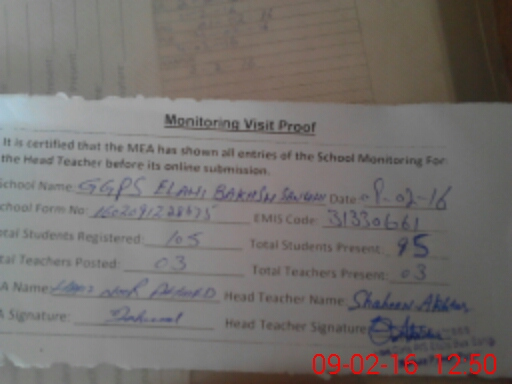 Monitoring Visit Proof
It is certified that the MEA has shown all entries of the School Monitoring For
the Head Teacher before its online submission.
School Name: GGPS ELAHI BAKHSH Date: 09-02-16
School Form No: EMIS Code: 31330661
Total Students Registered: 105 Total Students Present: 95
Total Teachers Posted: 03 Total Teachers Present: 03
A Name: Head Teacher Name: Shaheen Akhtar
A Signature: Head Teacher Signature:
09-02-16 12:50